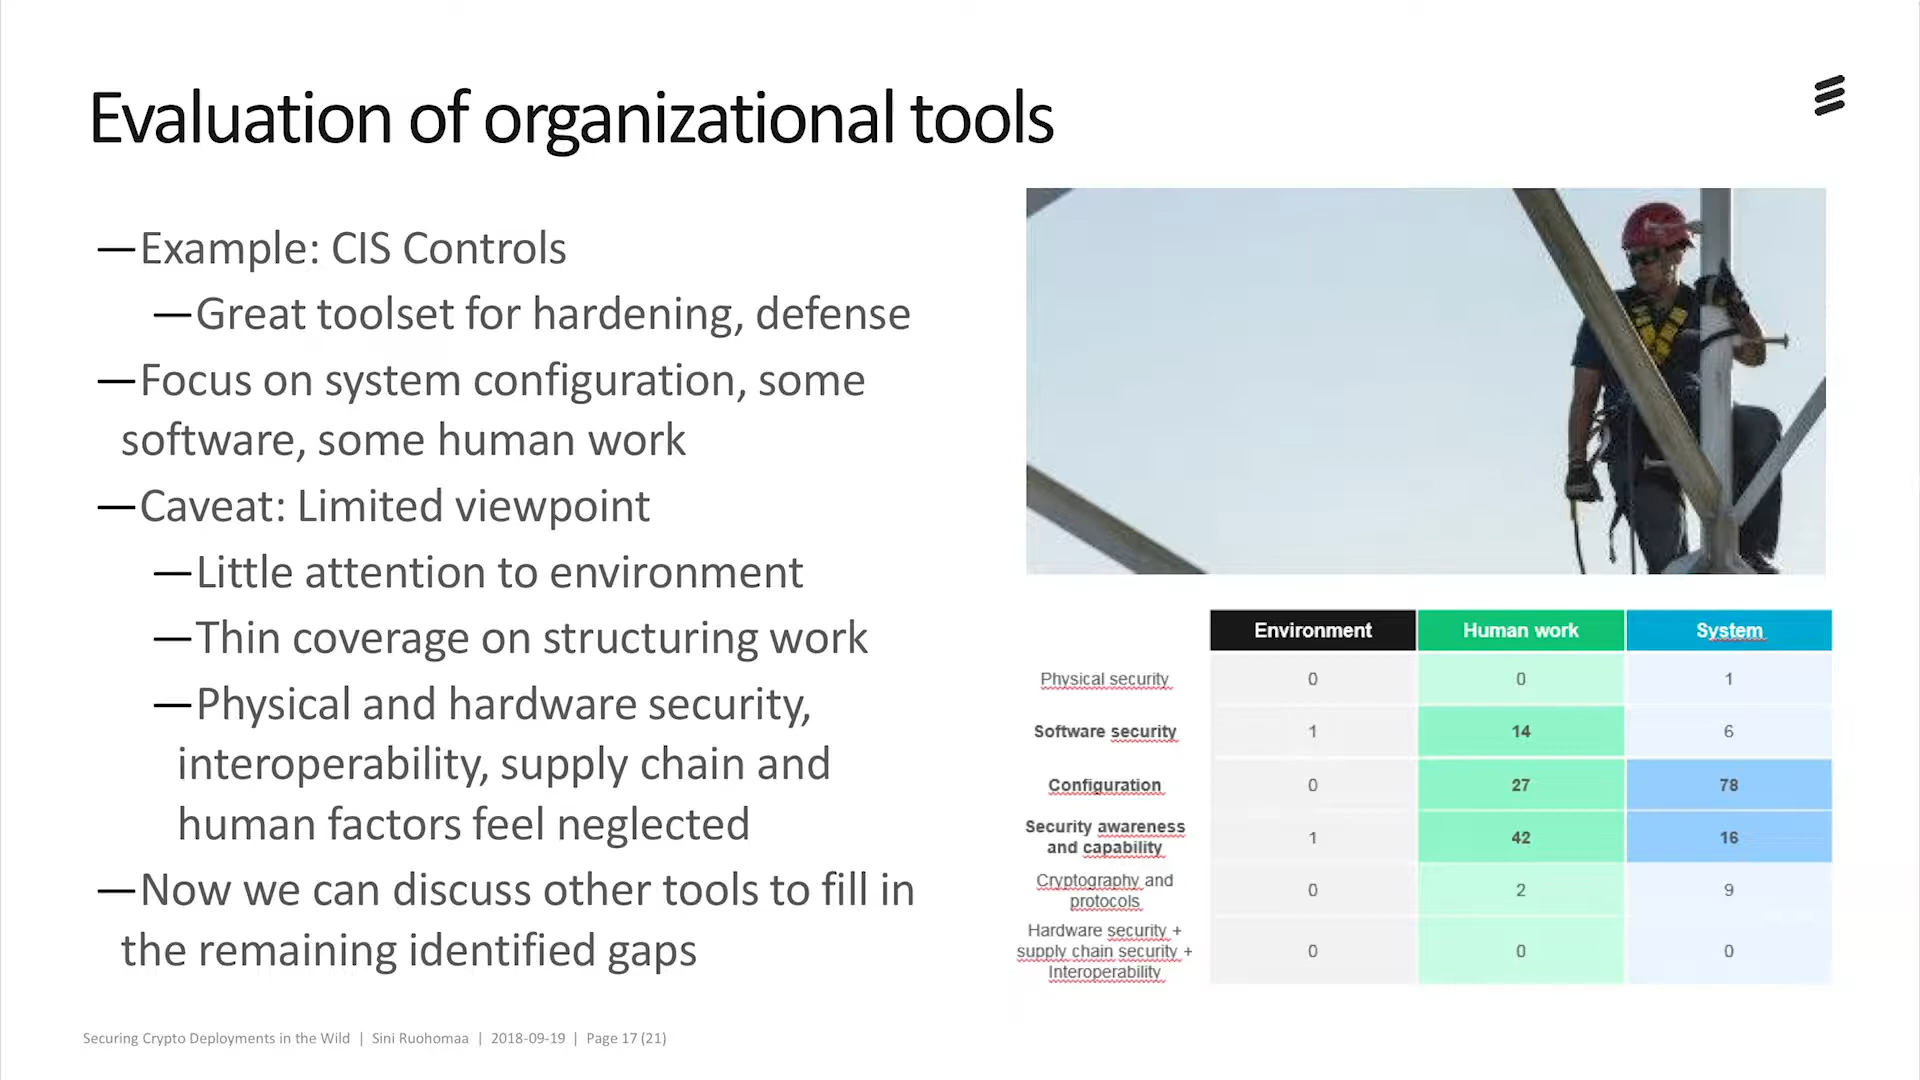 Evaluation of organizational tools
—Example: CIS Controls
—Great toolset for hardening, defense
—Focus on system configuration, some
software, some human work
—Caveat: Limited viewpoint
—Little attention to environment
—Thin coverage on structuring work
—Physical and hardware security,
interoperability, supply chain and
human factors feel neglected
—Now we can discuss other tools to fill in
the remaining identified gaps
Environment Human work System
Physical security 0 0 1
Software security 1 14 6
Configuration 0 27 78
Security awareness
and capability 1 42 16
Cryptography and
protocols 0 2 9
Hardware security +
supply chain security +
Interoperability 0 0 0
Securing Crypto Deployments in the Wild | Sini Ruohomaa | 2018-09-19 | Page 17 (21)